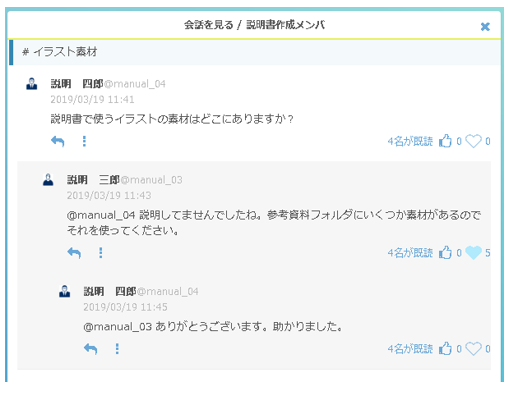 会話を見る / 説明書作成メンバ
# イラスト素材
説明　四郎@manual_04
2019/03/19 11:41
説明書で使うイラストの素材はどこにありますか？
4名が既読 0 0
説明　三郎@manual_03
2019/03/19 11:43
@manual_04 説明してませんでしたね。参考資料フォルダにいくつか素材があるので
それを使ってください。
4名が既読 0 5
説明　四郎@manual_04
2019/03/19 11:45
@manual_03 ありがとうございます。助かりました。
4名が既読 0 0